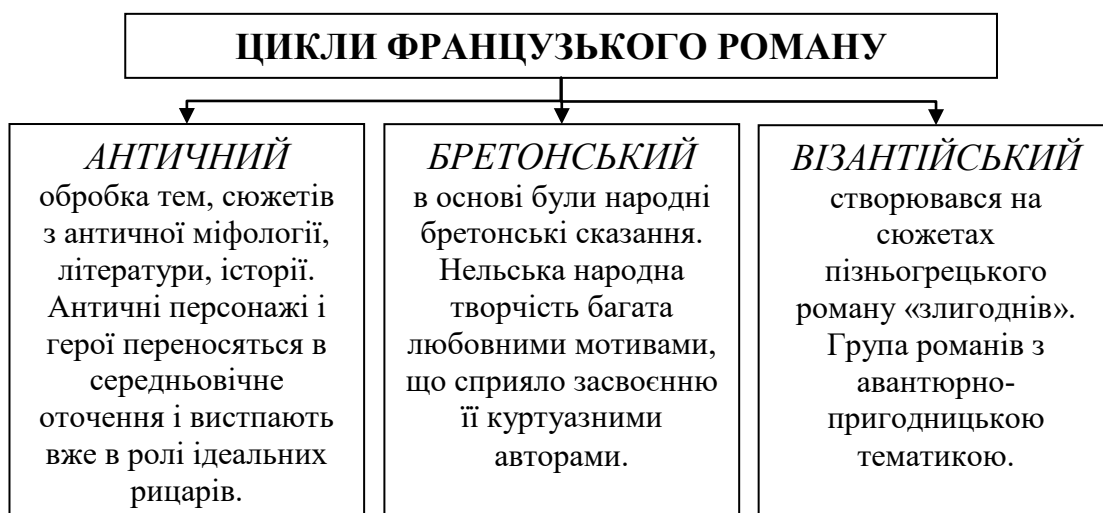 ЦИКЛИ ФРАНЦУЗЬКОГО РОМАНУ
АНТИЧНИЙ
обробка тем, сюжетів
з античної міфології,
літератури, історії.
Античні персонажі і
герої переносяться в
середньовічне
оточення і вистпають
вже в ролі ідеальних
рицарів.
БРЕТОНСЬКИЙ
в основі були народні
бретонські сказання.
Нельська народна
творчість багата
любовними мотивами,
що сприяло засвоєнню
її куртуазними
авторами.
ВІЗАНТІЙСЬКИЙ
створювався на
сюжетах
пізньогрецького
роману «злигоднів».
Група романів з
авантюрно-
пригодницькою
тематикою.